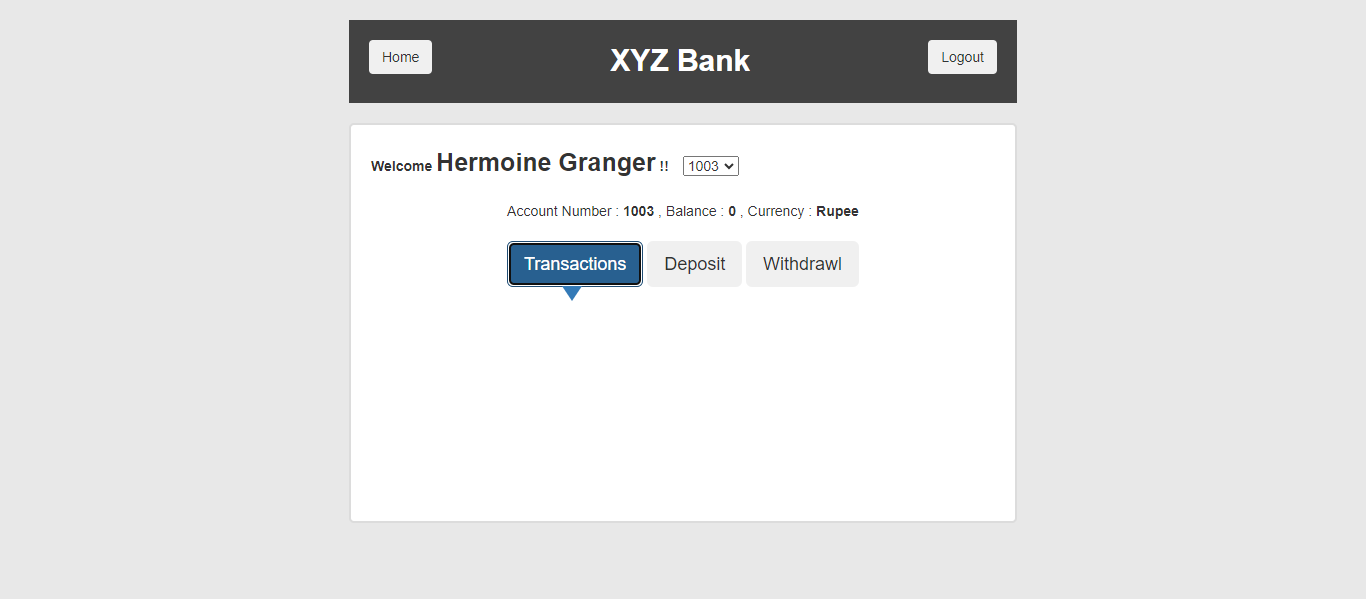 Home XYZ Bank Logout
Welcome Hermoine Granger !! 1003
Account Number : 1003 , Balance : 0 , Currency : Rupee
Transactions Deposit Withdrawl